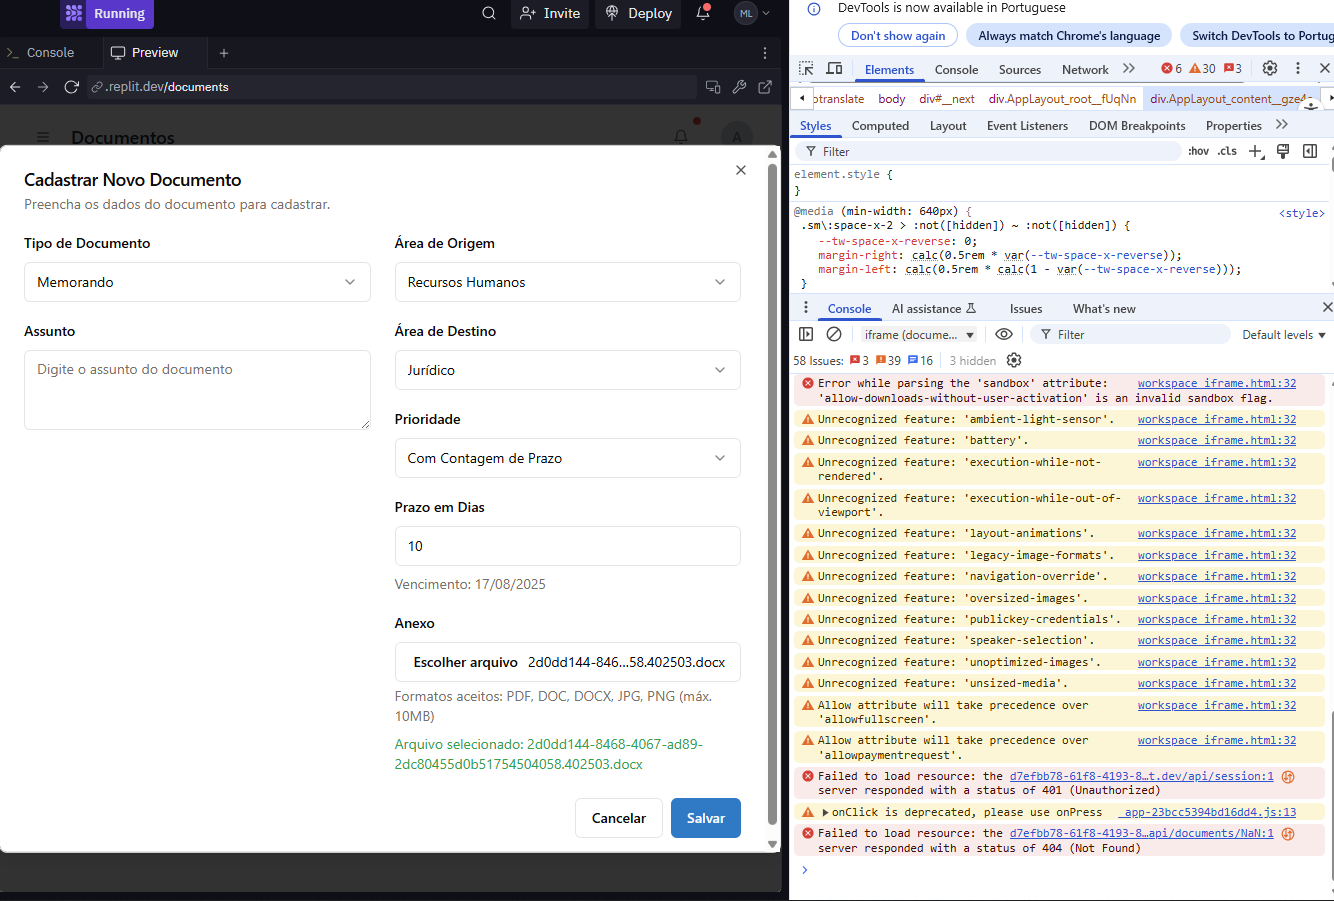 Running
Invite
Deploy
ML
Console
Preview
.replit.dev/documents
Documentos
A
Cadastrar Novo Documento
Preencha os dados do documento para cadastrar.
Tipo de Documento
Memorando
Assunto
Digite o assunto do documento
Área de Origem
Recursos Humanos
Área de Destino
Jurídico
Prioridade
Com Contagem de Prazo
Prazo em Dias
10
Vencimento: 17/08/2025
Anexo
Escolher arquivo 2d0dd144-846...58.402503.docx
Formatos aceitos: PDF, DOC, DOCX, JPG, PNG (máx.
10MB)
Arquivo selecionado: 2d0dd144-8468-4067-ad89-
2dc80455d0b51754504058.402503.docx
Cancelar
Salvar
DevTools is now available in Portuguese
Don't show again
Always match Chrome's language
Switch DevTools to Portug
Elements Console Sources Network 6 30 3
otranslate body div#__next div.AppLayout_root__fUqNn div.AppLayout_content__gze4
Styles Computed Layout Event Listeners DOM Breakpoints Properties
Filter :hov .cls
element.style {
}
@media (min-width: 640px) { <style>
.sm\:space-x-2 > :not([hidden]) ~ :not([hidden]) {
--tw-space-x-reverse: 0;
margin-right: calc(0.5rem * var(--tw-space-x-reverse));
margin-left: calc(0.5rem * calc(1 - var(--tw-space-x-reverse)));
}
Console AI assistance Issues What's new
iframe (docume... Filter Default levels
58 Issues: 3 39 16 3 hidden
Error while parsing the 'sandbox' attribute: workspace_iframe.html:32
'allow-downloads-without-user-activation' is an invalid sandbox flag.
Unrecognized feature: 'ambient-light-sensor'. workspace_iframe.html:32
Unrecognized feature: 'battery'. workspace_iframe.html:32
Unrecognized feature: 'execution-while-not- workspace_iframe.html:32
rendered'.
Unrecognized feature: 'execution-while-out-of- workspace_iframe.html:32
viewport'.
Unrecognized feature: 'layout-animations'. workspace_iframe.html:32
Unrecognized feature: 'legacy-image-formats'. workspace_iframe.html:32
Unrecognized feature: 'navigation-override'. workspace_iframe.html:32
Unrecognized feature: 'oversized-images'. workspace_iframe.html:32
Unrecognized feature: 'publickey-credentials'. workspace_iframe.html:32
Unrecognized feature: 'speaker-selection'. workspace_iframe.html:32
Unrecognized feature: 'unoptimized-images'. workspace_iframe.html:32
Unrecognized feature: 'unsized-media'. workspace_iframe.html:32
Allow attribute will take precedence over workspace_iframe.html:32
'allowfullscreen'.
Allow attribute will take precedence over workspace_iframe.html:32
'allowpaymentrequest'.
Failed to load resource: the d7efbb78-61f8-4193-8…t.dev/api/session:1
server responded with a status of 401 (Unauthorized)
onClick is deprecated, please use onPress _app-23bcc5394bd16dd4.js:13
Failed to load resource: the d7efbb78-61f8-4193-8…api/documents/NaN:1
server responded with a status of 404 (Not Found)